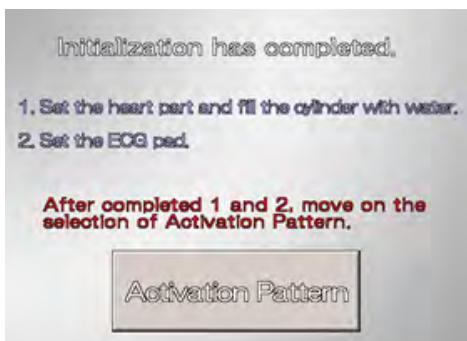 Initialization has completed.
1. Set the heart part and fill the cylinder with water.
2. Set the ECG pad.
After completed 1 and 2, move on the
selection of Activation Pattern.
Activation Pattern